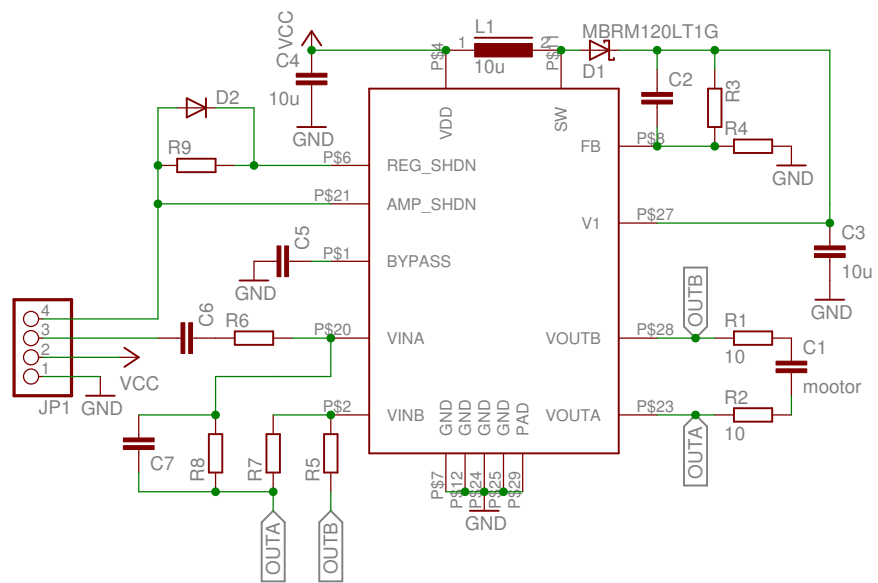 L1
MBRM120LT1G
VCC
C4
10u
GND
P$4
1
2
10u
P$11
D1
C2
R3
R4
GND
D2
R9
P$6
REG_SHDN
VDD
SW
FB
P$8
P$21
AMP_SHDN
V1
P$27
C3
10u
GND
C5
P$1
BYPASS
GND
JP1
4
3
2
1
VCC
GND
C6
R6
P$20
VINA
VOUTB
P$28
OUTB
R1
10
C1
mootor
P$2
VINB
VOUTA
P$23
OUTA
R2
10
C7
R8
R7
R5
OUTA
OUTB
GND
GND
GND
GND
PAD
P$7
P$12
P$24
P$25
P$29
GND